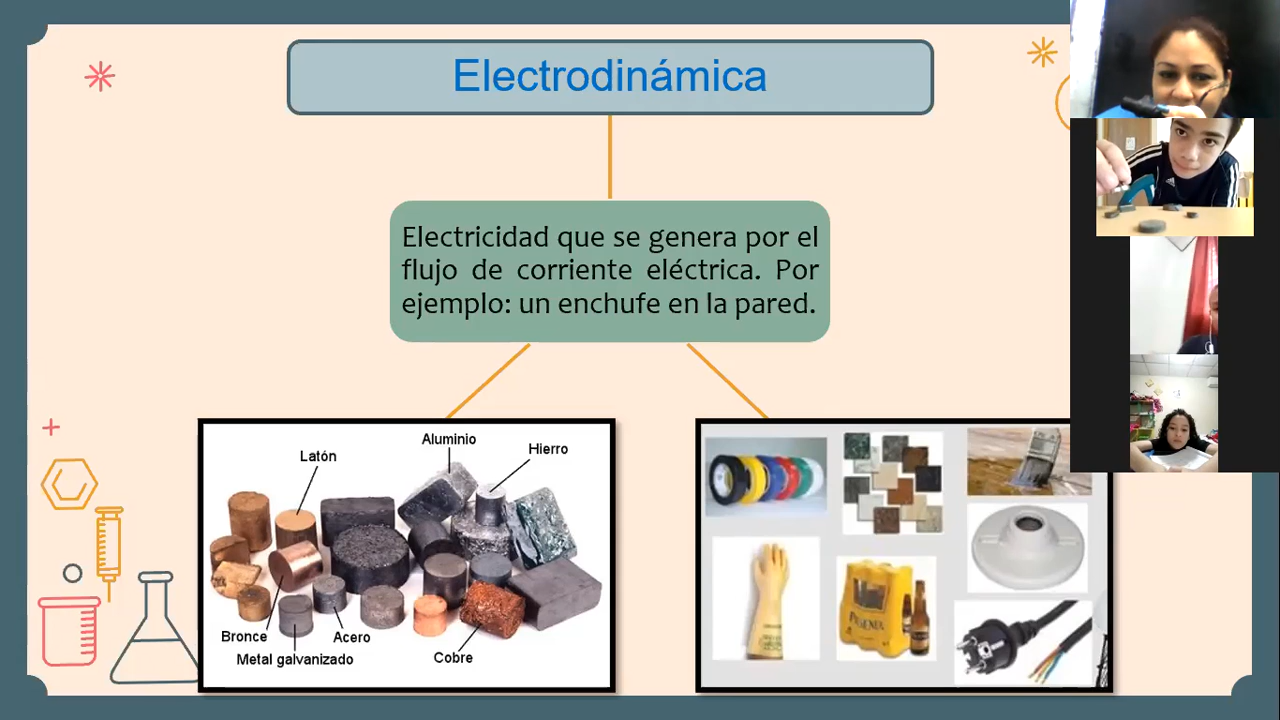 Electrodinámica
Electricidad que se genera por el
flujo de corriente eléctrica. Por
ejemplo: un enchufe en la pared.
Aluminio
Hierro
Latón
Bronce
Acero
Metal galvanizado
Cobre
PILSENER